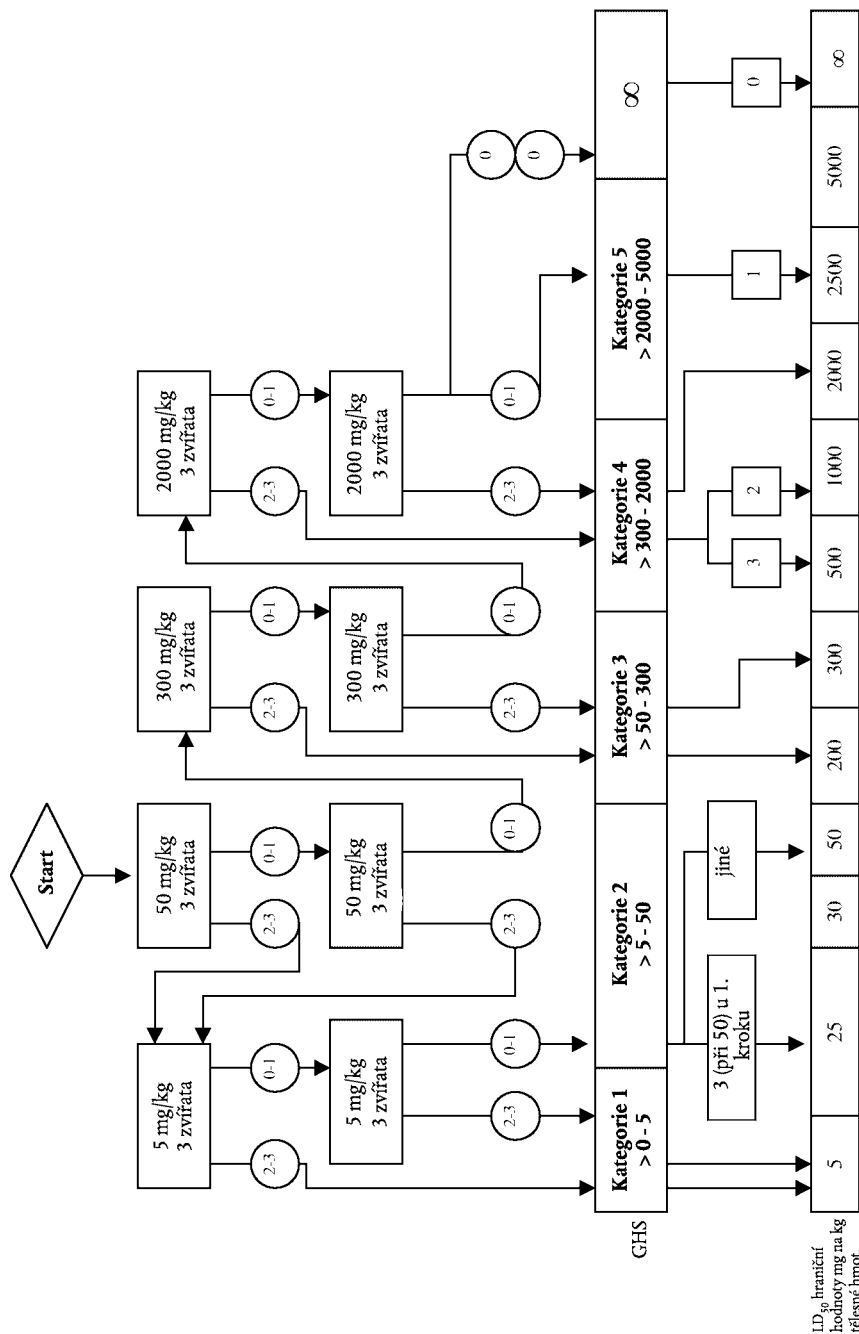 Start
5 mg/kg
3 zvířata
50 mg/kg
3 zvířata
300 mg/kg
3 zvířata
2000 mg/kg
3 zvířata
2-3
0-1
2-3
0-1
2-3
0-1
2-3
0-1
5 mg/kg
3 zvířata
50 mg/kg
3 zvířata
300 mg/kg
3 zvířata
2000 mg/kg
3 zvířata
2-3
0-1
2-3
0-1
2-3
0-1
2-3
0-1
0
0
GHS
Kategorie 1
> 0 - 5
Kategorie 2
> 5 - 50
Kategorie 3
> 50 - 300
Kategorie 4
> 300 - 2000
Kategorie 5
> 2000 - 5000
∞
3 (při 50) u 1.
kroku
jiné
3
2
1
0
LD50 hraniční
hodnoty mg na kg
tělesné hmot.
5
25
30
50
200
300
500
1000
2000
2500
5000
∞